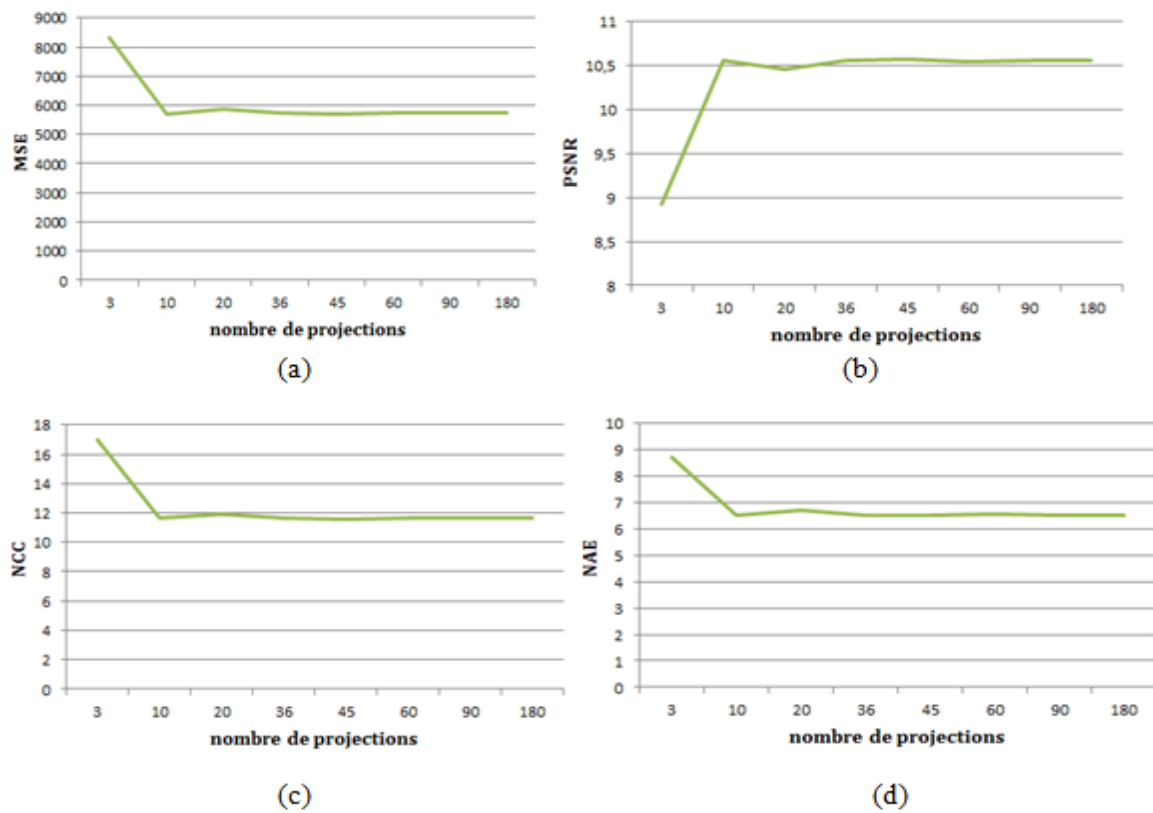 9000
8000
7000
6000
5000
4000
3000
2000
1000
0
MSE
3 10 20 36 45 60 90 180
nombre de projections
(a)
11
10,5
10
9,5
9
8,5
8
PSNR
3 10 20 36 45 60 90 180
nombre de projections
(b)
18
16
14
12
10
8
6
4
2
0
NCC
3 10 20 36 45 60 90 180
nombre de projections
(c)
10
9
8
7
6
5
4
3
2
1
0
NAE
3 10 20 36 45 60 90 180
nombre de projections
(d)